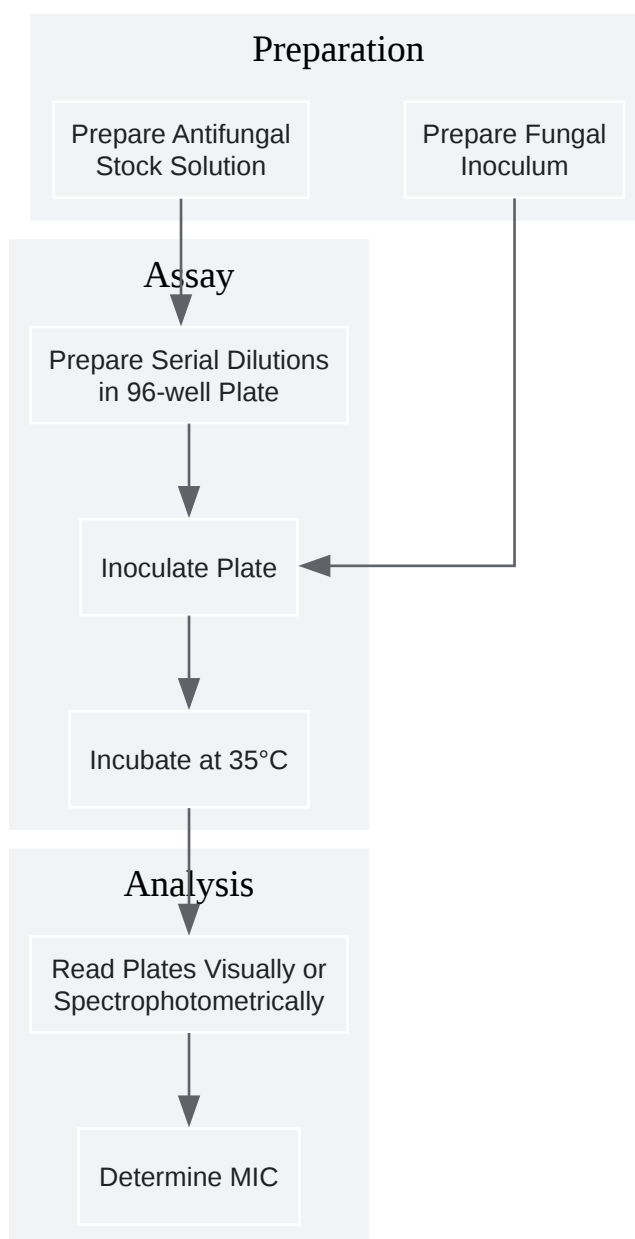 Preparation
Prepare Antifungal
Stock Solution
Prepare Fungal
Inoculum
Assay
Prepare Serial Dilutions
in 96-well Plate
Inoculate Plate
Incubate at 35°C
Analysis
Read Plates Visually or
Spectrophotometrically
Determine MIC